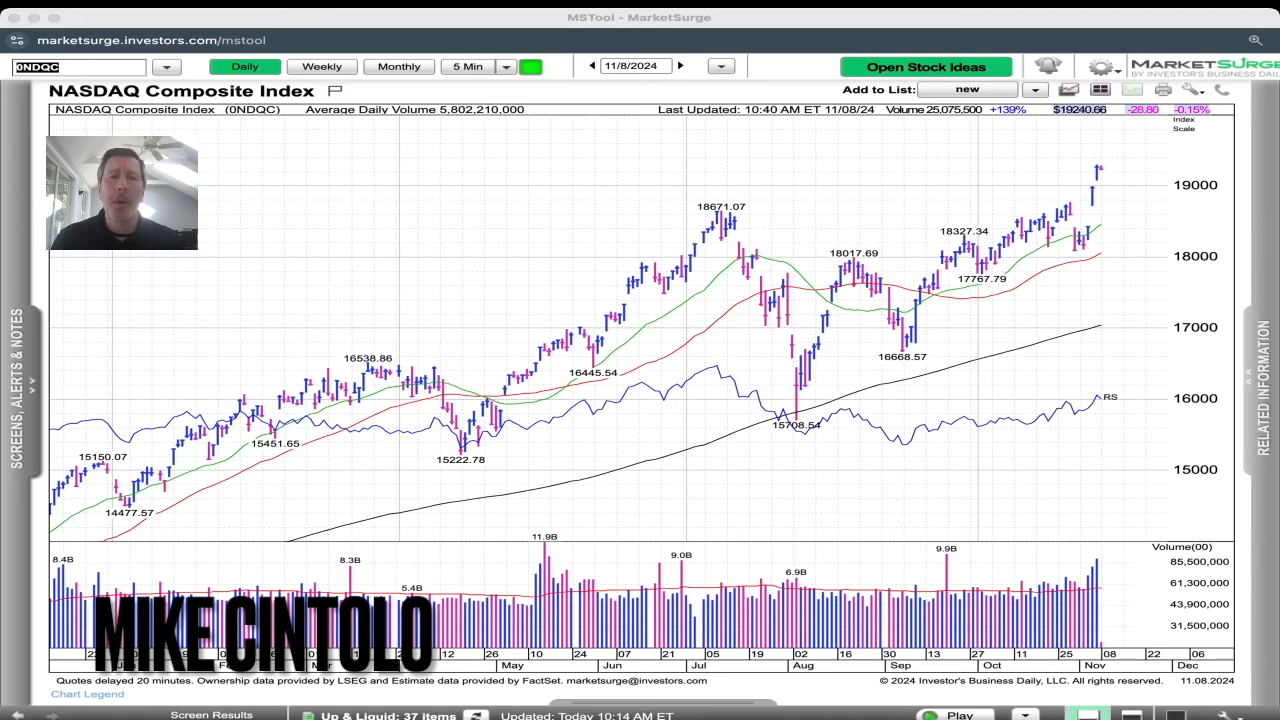 MSTool - MarketSurge
marketsurge.investors.com/mstool
0NDQC Daily Weekly Monthly 5 Min 11/8/2024 Open Stock Ideas MARKETSURGE
BY INVESTOR'S BUSINESS DAILY
NASDAQ Composite Index Add to List: new
NASDAQ Composite Index (0NDQC) Average Daily Volume 5,802,210,000 Last Updated: 10:40 AM ET 11/08/24 Volume 25,075,500 +139% $19240.66 -28.80 -0.15%
Index
Scale
19000
18671.07
18327.34
18017.69
18000
17767.79
17000
16668.57
16538.86
16445.54
16000
RS
15708.54
15451.65
15222.78
15150.07
15000
14477.57
SCREENS, ALERTS & NOTES
RELATED INFORMATION
11.9B
Volume(00)
9.9B
9.0B
8.4B
8.3B
85,500,000
6.9B
61,300,000
5.4B
43,900,000
31,500,000
MIKE CINTOLO
12 26 10 24 07 21 05 19 02 16 30 13 27 11 25 08 22 06
May Jun Jul Aug Sep Oct Nov Dec
Quotes delayed 20 minutes. Ownership data provided by LSEG and Estimate data provided by FactSet. marketsurge@investors.com © 2024 Investor's Business Daily, LLC. All rights reserved. 11.08.2024
Chart Legend
Screen Results Up & Liquid: 37 items Updated: Today 10:14 AM ET Play